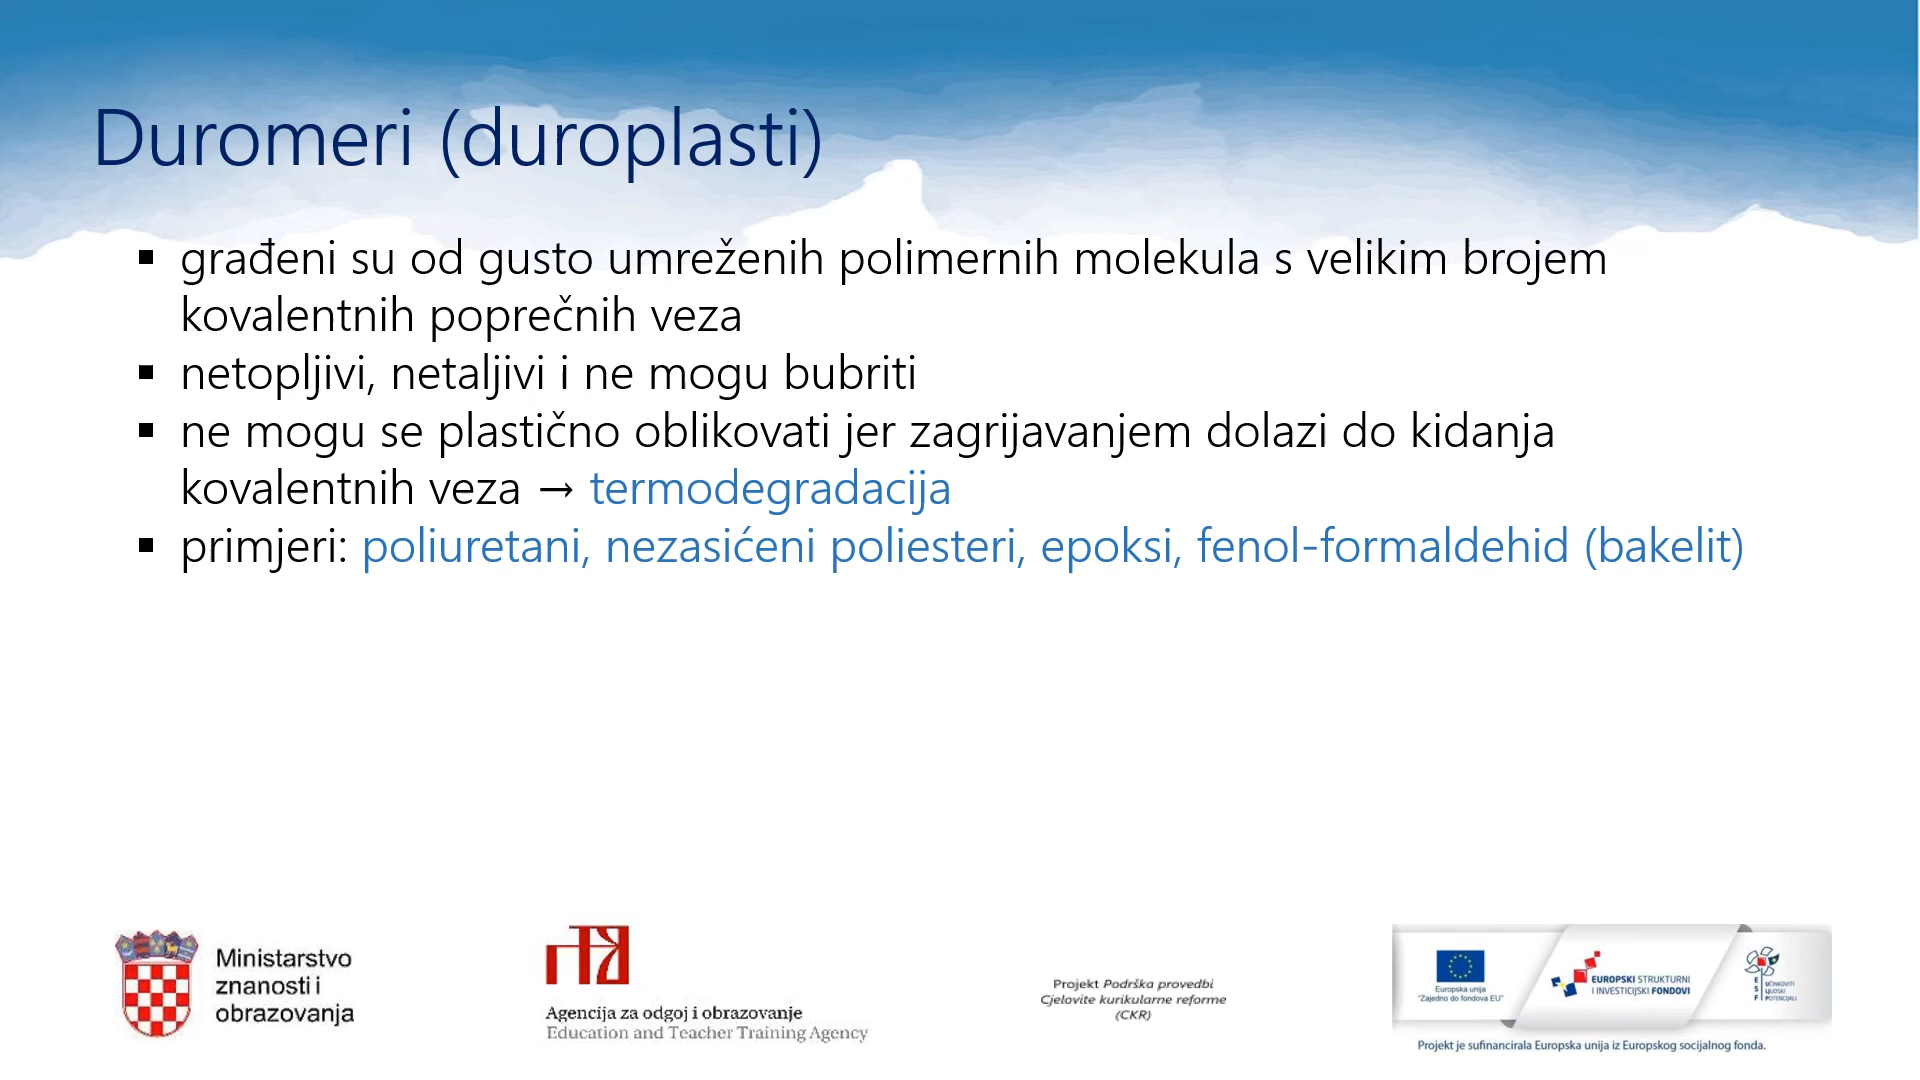 Duromeri (duroplasti)
▪ građeni su od gusto umreženih polimernih molekula s velikim brojem
kovalentnih poprečnih veza
▪ netopljivi, netaljivi i ne mogu bubriti
▪ ne mogu se plastično oblikovati jer zagrijavanjem dolazi do kidanja
kovalentnih veza → termodegradacija
▪ primjeri: poliuretani, nezasićeni poliesteri, epoksi, fenol-formaldehid (bakelit)
Ministarstvo
znanosti i
obrazovanja
Agencija za odgoj i obrazovanje
Education and Teacher Training Agency
Projekt Podrška provedbi
Cjelovite kurikularne reforme
(CKR)
Europska unija
"Zajedno do fondova EU"
EUROPSKI STRUKTURNI
I INVESTICIJSKI FONDOVI
ESF
UČINKOVITI
LJUDSKI
POTENCIJALI
Projekt je sufinancirala Europska unija iz Europskog socijalnog fonda.